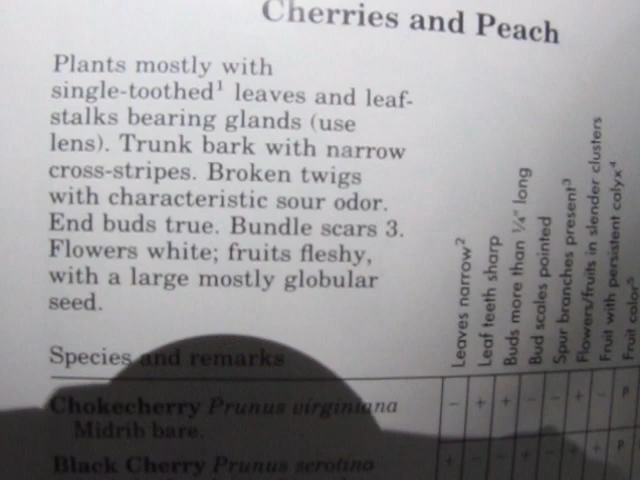 Cherries and Peach
Plants mostly with
single-toothed¹ leaves and leaf-
stalks bearing glands (use
lens). Trunk bark with narrow
cross-stripes. Broken twigs
with characteristic sour odor.
End buds true. Bundle scars 3.
Flowers white; fruits fleshy,
with a large mostly globular
seed.
Leaves narrow²
Leaf teeth sharp
Buds more than ¼" long
Bud scales pointed
Spur branches present³
Flowers/fruits in slender clusters
Fruit with persistent calyx⁴
Fruit color⁵
Species and remarks
Chokecherry Prunus virginiana − + + − − + − P
Midrib bare.
Black Cherry Prunus serotina + − − + − + + P